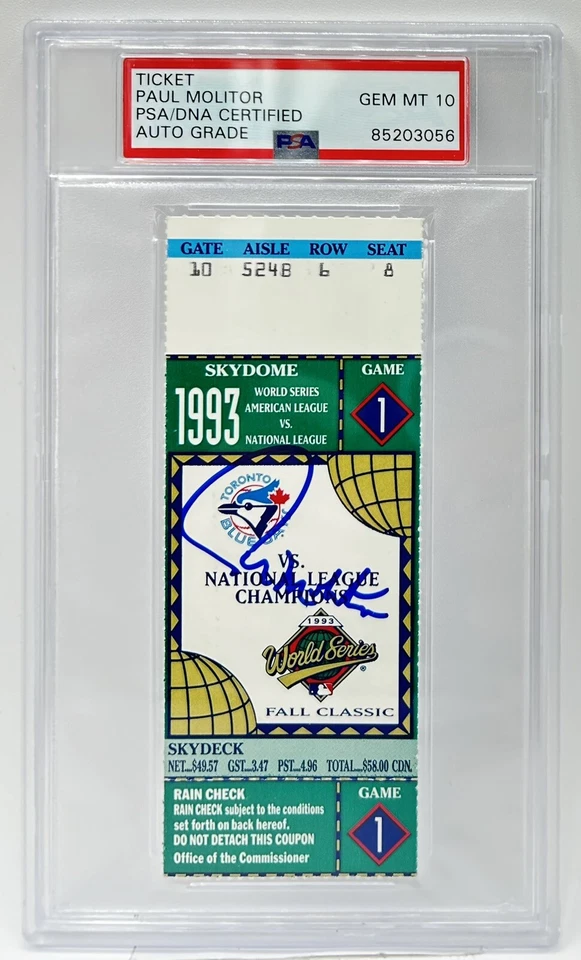 TICKET
PAUL MOLITOR GEM MT 10
PSA/DNA CERTIFIED
AUTO GRADE PSA 85203056
GATE AISLE ROW SEAT
10 524B 6 8
SKYDOME GAME
1993 WORLD SERIES
AMERICAN LEAGUE
VS.
NATIONAL LEAGUE
1
TORONTO
BLUE JAYS
VS.
NATIONAL LEAGUE
CHAMPIONS
1993
World Series
®
FALL CLASSIC
SKYDECK
NET...$49.57 GST...3.47 PST...4.96 TOTAL...$58.00 CDN.
RAIN CHECK GAME
RAIN CHECK subject to the conditions
set forth on back hereof.
DO NOT DETACH THIS COUPON
Office of the Commissioner
1